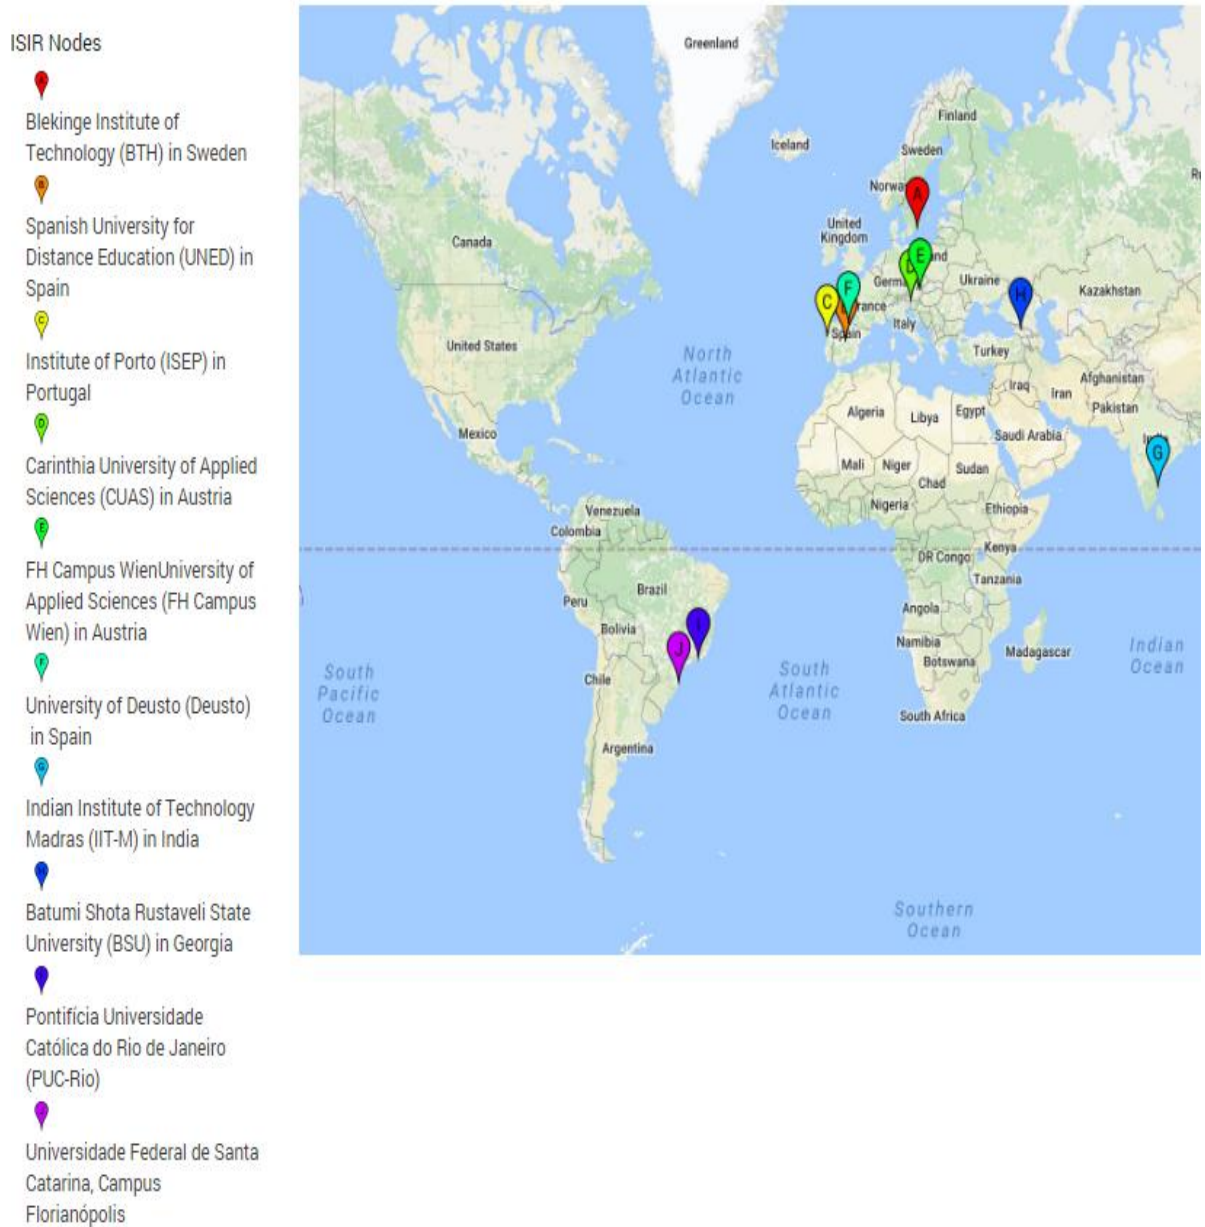 ISIR Nodes
A
Blekinge Institute of
Technology (BTH) in Sweden
B
Spanish University for
Distance Education (UNED) in
Spain
C
Institute of Porto (ISEP) in
Portugal
D
Carinthia University of Applied
Sciences (CUAS) in Austria
E
FH Campus WienUniversity of
Applied Sciences (FH Campus
Wien) in Austria
F
University of Deusto (Deusto)
in Spain
G
Indian Institute of Technology
Madras (IIT-M) in India
H
Batumi Shota Rustaveli State
University (BSU) in Georgia
I
Pontifícia Universidade
Católica do Rio de Janeiro
(PUC-Rio)
J
Universidade Federal de Santa
Catarina, Campus
Florianópolis
Greenland
Finland
Iceland
Sweden
Norwa
A
United
Kingdom
Canada
E
D
Germa
Ukraine
F
C
H
Kazakhstan
rance
Italy
Spain
United States
Turkey
North
Atlantic
Ocean
Iraq
Iran
Afghanistan
Pakistan
Algeria
Libya
Egypt
Saudi Arabia
Mexico
G
Mali
Niger
Chad
Sudan
Nigeria
Ethiopia
Venezuela
Colombia
DR Congo
Kenya
Tanzania
Brazil
Peru
Angola
I
Bolivia
J
Namibia
Botswana
Madagascar
Indian
Ocean
Chile
South
Pacific
Ocean
South
Atlantic
Ocean
South Africa
Argentina
Southern
Ocean